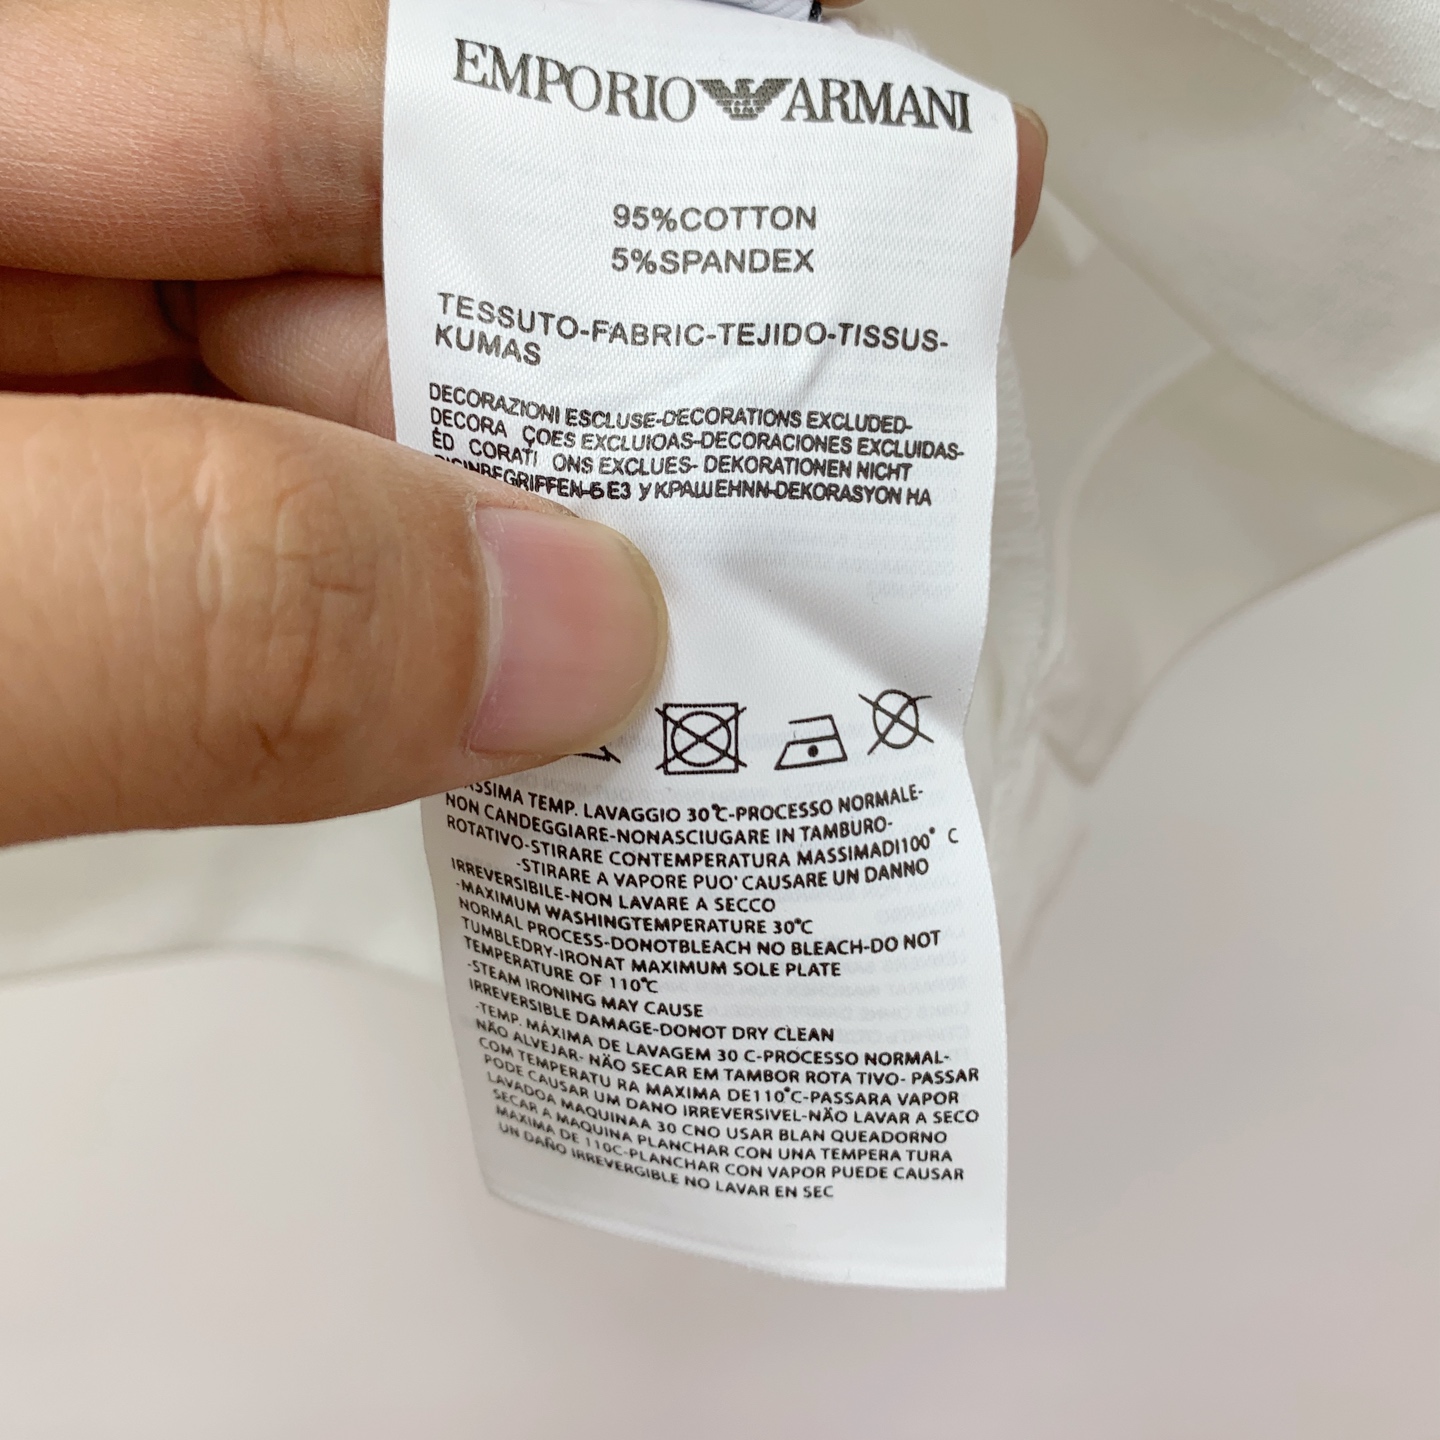 EMPORIO ARMANI
95%COTTON
5%SPANDEX
TESSUTO-FABRIC-TEJIDO-TISSUS-
KUMAS
DECORAZIONI ESCLUSE-DECORATIONS EXCLUDED-
DECORA ÇOES EXCLUIOAS-DECORACIONES EXCLUIDAS-
ÉD CORATI ONS EXCLUES- DEKORATIONEN NICHT
-Б ЕЗ У КРАШЕНNN-DEKORASYON HA
TEMP. LAVAGGIO 30℃-PROCESSO NORMALE-
NON CANDEGGIARE-NONASCIUGARE IN TAMBURO-
ROTATIVO-STIRARE CONTEMPERATURA MASSIMADI100° C
-STIRARE A VAPORE PUO' CAUSARE UN DANNO
IRREVERSIBILE-NON LAVARE A SECCO
-MAXIMUM WASHINGTEMPERATURE 30℃
NORMAL PROCESS-DONOTBLEACH NO BLEACH-DO NOT
TUMBLEDRY-IRONAT MAXIMUM SOLE PLATE
TEMPERATURE OF 110℃
-STEAM IRONING MAY CAUSE
IRREVERSIBLE DAMAGE-DONOT DRY CLEAN
-TEMP. MÁXIMA DE LAVAGEM 30 C-PROCESSO NORMAL-
NÃO ALVEJAR- NÃO SECAR EM TAMBOR ROTA TIVO- PASSAR
COM TEMPERATU RA MAXIMA DE110℃-PASSARA VAPOR
PODE CAUSAR UM DANO IRREVERSIVEL-NÃO LAVAR A SECO
LAVADOA MAQUINAA 30 CNO USAR BLAN QUEADORNO
SECAR A MAQUINA PLANCHAR CON UNA TEMPERA TURA
MAXIMA DE 110C-PLANCHAR CON VAPOR PUEDE CAUSAR
UN DAÑO IRREVERGIBLE NO LAVAR EN SEC